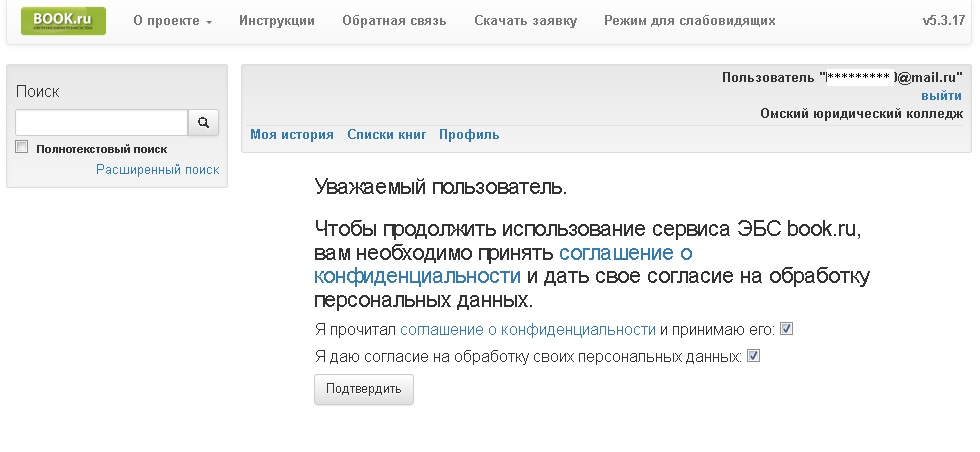 BOOK.ru О проекте Инструкции Обратная связь Скачать заявку Режим для слабовидящих v5.3.17
Поиск
Полнотекстовый поиск
Расширенный поиск
Пользователь "*********@mail.ru"
выйти
Омский юридический колледж
Моя история Списки книг Профиль
Уважаемый пользователь.
Чтобы продолжить использование сервиса ЭБС book.ru,
вам необходимо принять соглашение о
конфиденциальности и дать свое согласие на обработку
персональных данных.
Я прочитал соглашение о конфиденциальности и принимаю его:
Я даю согласие на обработку своих персональных данных:
Подтвердить